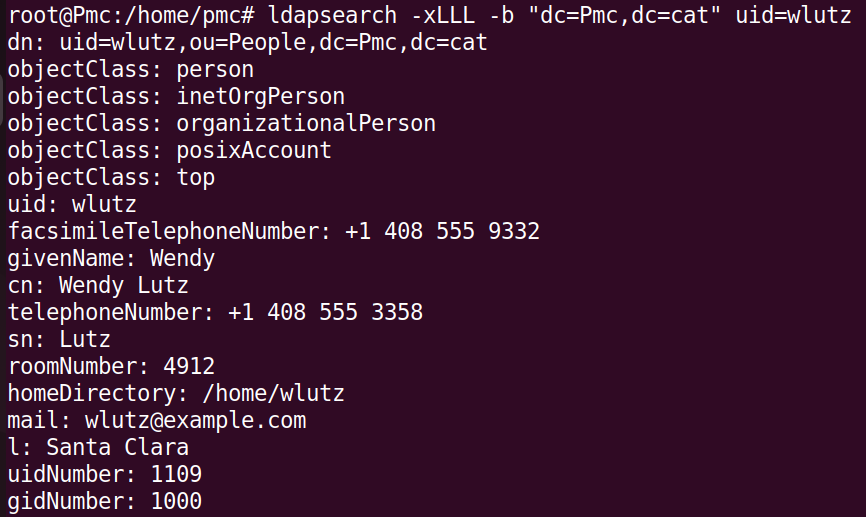 root@Pmc:/home/pmc# ldapsearch -xLLL -b "dc=Pmc,dc=cat" uid=wlutz
dn: uid=wlutz,ou=People,dc=Pmc,dc=cat
objectClass: person
objectClass: inetOrgPerson
objectClass: organizationalPerson
objectClass: posixAccount
objectClass: top
uid: wlutz
facsimileTelephoneNumber: +1 408 555 9332
givenName: Wendy
cn: Wendy Lutz
telephoneNumber: +1 408 555 3358
sn: Lutz
roomNumber: 4912
homeDirectory: /home/wlutz
mail: wlutz@example.com
l: Santa Clara
uidNumber: 1109
gidNumber: 1000